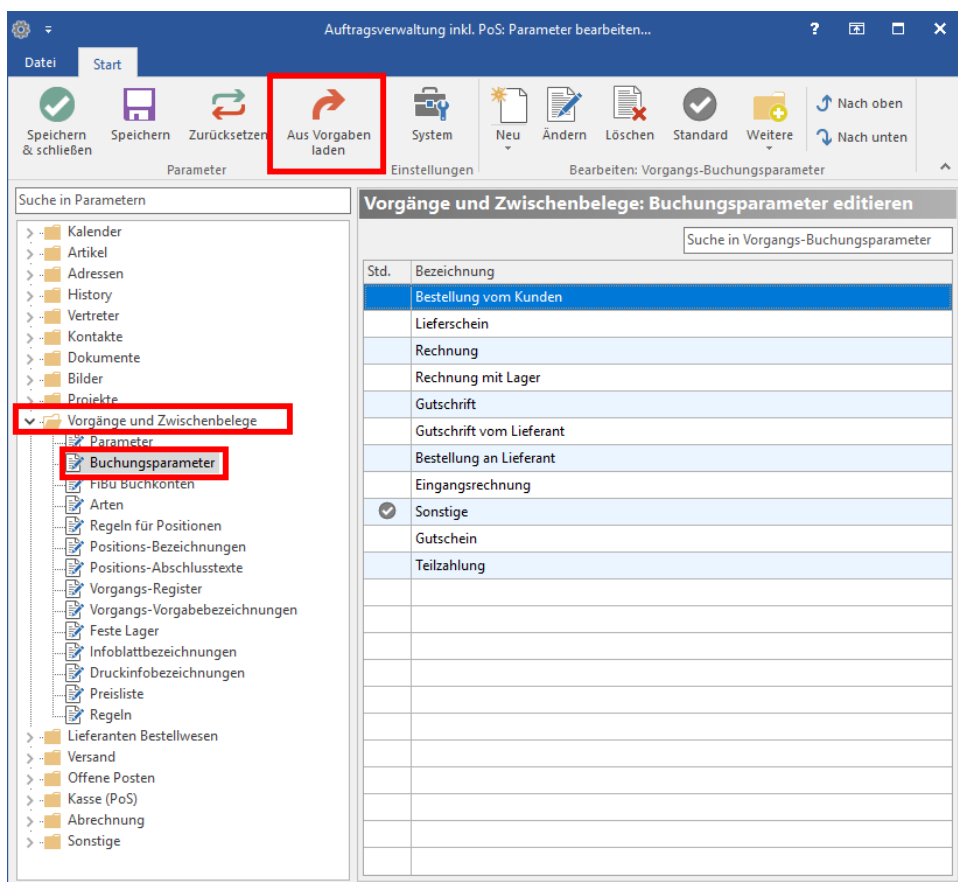 Auftragsverwaltung inkl. PoS: Parameter bearbeiten...
?
Datei
Start
Speichern & schließen
Speichern
Zurücksetzen
Aus Vorgaben laden
System
Neu
Ändern
Löschen
Standard
Weitere
Nach oben
Nach unten
Parameter
Einstellungen
Bearbeiten: Vorgangs-Buchungsparameter
Suche in Parametern
Kalender
Artikel
Adressen
History
Vertreter
Kontakte
Dokumente
Bilder
Projekte
Vorgänge und Zwischenbelege
Parameter
Buchungsparameter
FiBu Buchkonten
Arten
Regeln für Positionen
Positions-Bezeichnungen
Positions-Abschlusstexte
Vorgangs-Register
Vorgangs-Vorgabebezeichnungen
Feste Lager
Infoblattbezeichnungen
Druckinfobezeichnungen
Preisliste
Regeln
Lieferanten Bestellwesen
Versand
Offene Posten
Kasse (PoS)
Abrechnung
Sonstige
Vorgänge und Zwischenbelege: Buchungsparameter editieren
Suche in Vorgangs-Buchungsparameter
Std. Bezeichnung
Bestellung vom Kunden
Lieferschein
Rechnung
Rechnung mit Lager
Gutschrift
Gutschrift vom Lieferant
Bestellung an Lieferant
Eingangsrechnung
Sonstige
Gutschein
Teilzahlung